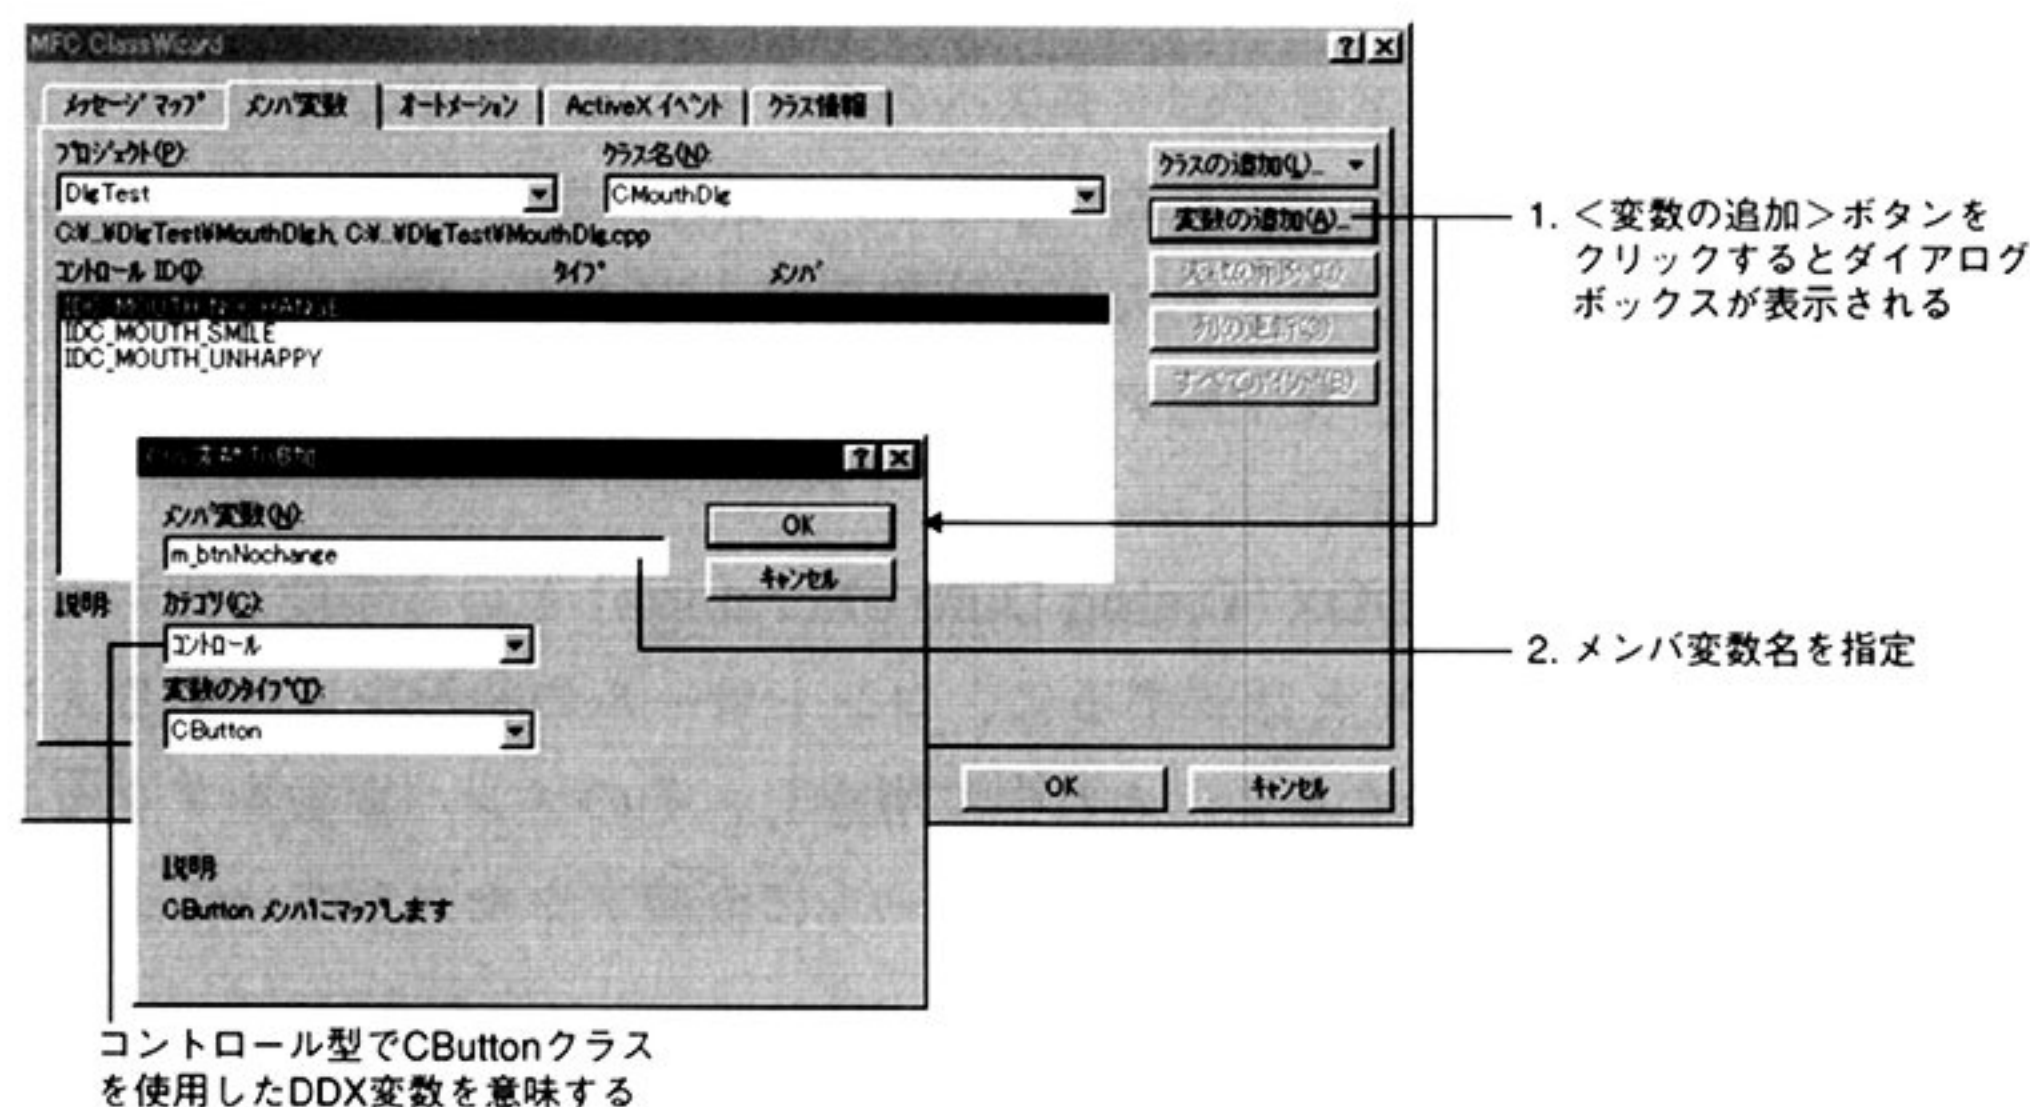 MFC ClassWizard
メッセージ マップ
メンバ変数
オートメーション
ActiveX イベント
クラス情報
プロジェクト(P):
クラス名(N):
クラスの追加(L)...
DlgTest
CMouthDlg
変数の追加(A)...
C:¥...¥DlgTest¥MouthDlg.h, C:¥...¥DlgTest¥MouthDlg.cpp
コントロール ID(I):
タイプ
メンバ
IDC_MOUTH_NOCHANGE
IDC_MOUTH_SMILE
IDC_MOUTH_UNHAPPY
1. <変数の追加>ボタンを
クリックするとダイアログ
ボックスが表示される
メンバ変数の追加
メンバ変数(N):
OK
m_btnNochange
キャンセル
説明:
カテゴリ(C):
コントロール
2. メンバ変数名を指定
変数のタイプ(T):
CButton
OK
キャンセル
説明:
CButton メンバにマップします
コントロール型でCButtonクラス
を使用したDDX変数を意味する